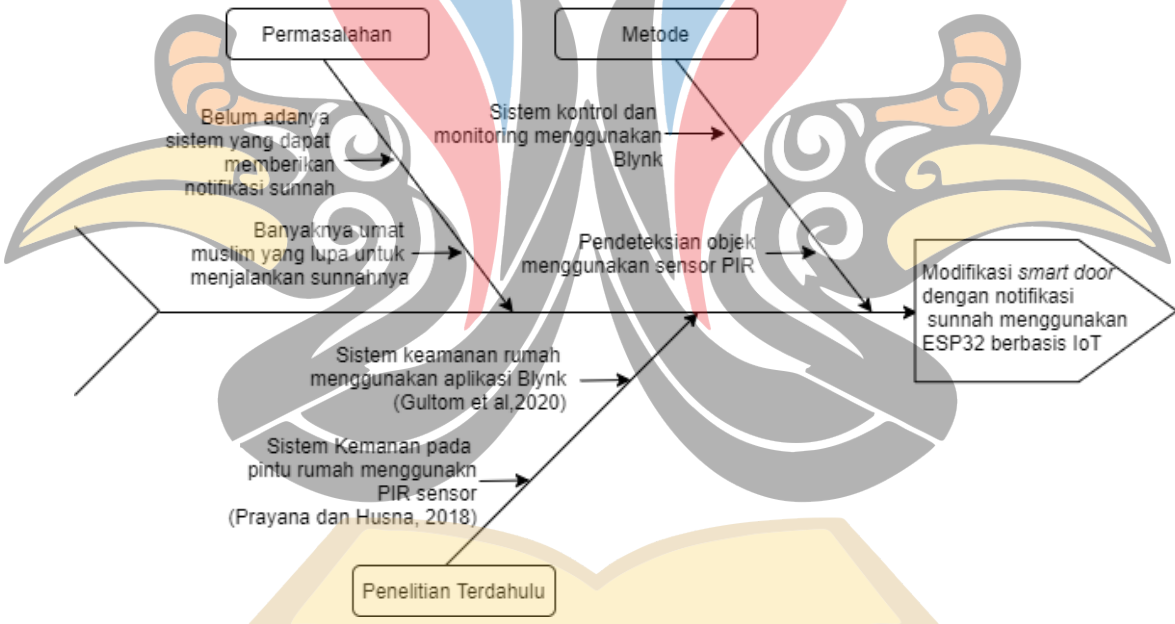 Permasalahan
Metode
Belum adanya
sistem yang dapat
memberikan
notifikasi sunnah
Banyaknya umat
muslim yang lupa untuk
menjalankan sunnahnya
Sistem kontrol dan
monitoring menggunakan
Blynk
Pendeteksian objek
menggunakan sensor PIR
Modifikasi smart door
dengan notifikasi
sunnah menggunakan
ESP32 berbasis IoT
Sistem keamanan rumah
menggunakan aplikasi Blynk
(Gultom et al,2020)
Sistem Kemanan pada
pintu rumah menggunakn
PIR sensor
(Prayana dan Husna, 2018)
Penelitian Terdahulu